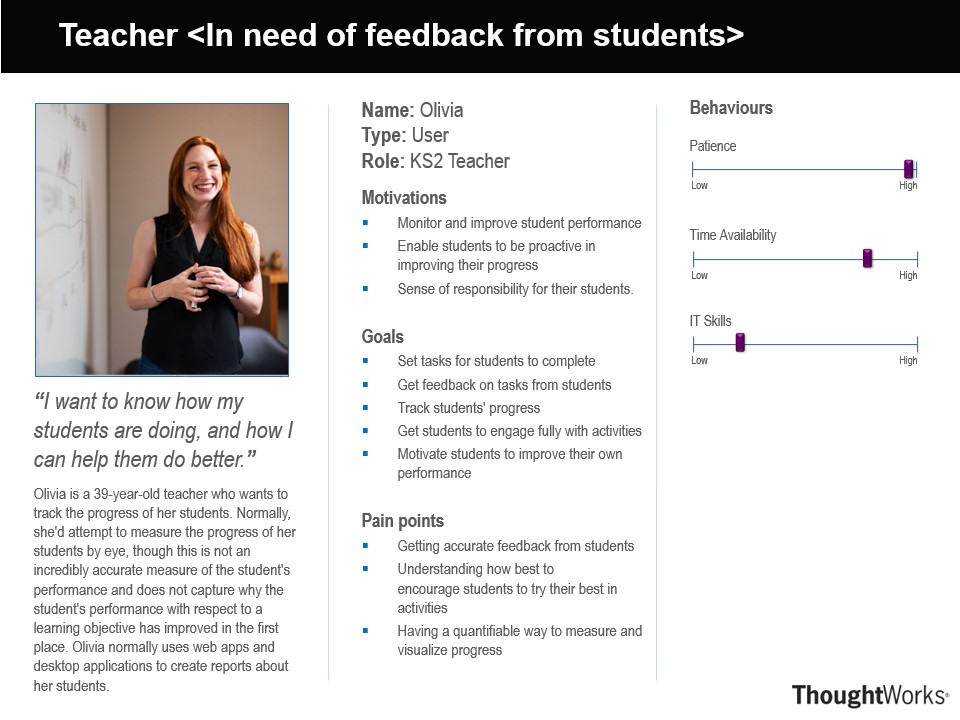 Teacher <In need of feedback from students>
“I want to know how my
students are doing, and how I
can help them do better.”
Olivia is a 39-year-old teacher who wants to
track the progress of her students. Normally,
she'd attempt to measure the progress of her
students by eye, though this is not an
incredibly accurate measure of the student's
performance and does not capture why the
student's performance with respect to a
learning objective has improved in the first
place. Olivia normally uses web apps and
desktop applications to create reports about
her students.
Name: Olivia
Type: User
Role: KS2 Teacher
Motivations
Monitor and improve student performance
Enable students to be proactive in
improving their progress
Sense of responsibility for their students.
Goals
Set tasks for students to complete
Get feedback on tasks from students
Track students' progress
Get students to engage fully with activities
Motivate students to improve their own
performance
Pain points
Getting accurate feedback from students
Understanding how best to
encourage students to try their best in
activities
Having a quantifiable way to measure and
visualize progress
Behaviours
Patience
Low High
Time Availability
Low High
IT Skills
Low High
ThoughtWorks®